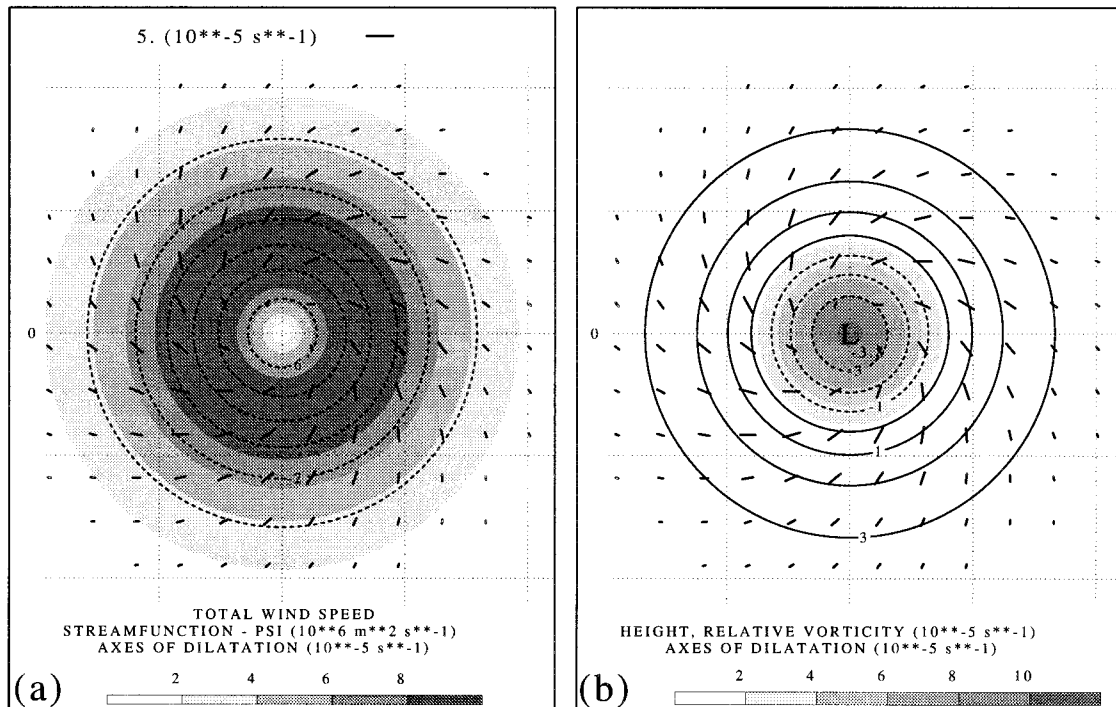 5. (10**-5 s**-1)
0
6
-2
TOTAL WIND SPEED
STREAMFUNCTION - PSI (10**6 m**2 s**-1)
AXES OF DILATATION (10**-5 s**-1)
(a)
2 4 6 8
0
L
-3
3
-1
1
3
HEIGHT, RELATIVE VORTICITY (10**-5 s**-1)
AXES OF DILATATION (10**-5 s**-1)
(b)
2 4 6 8 10